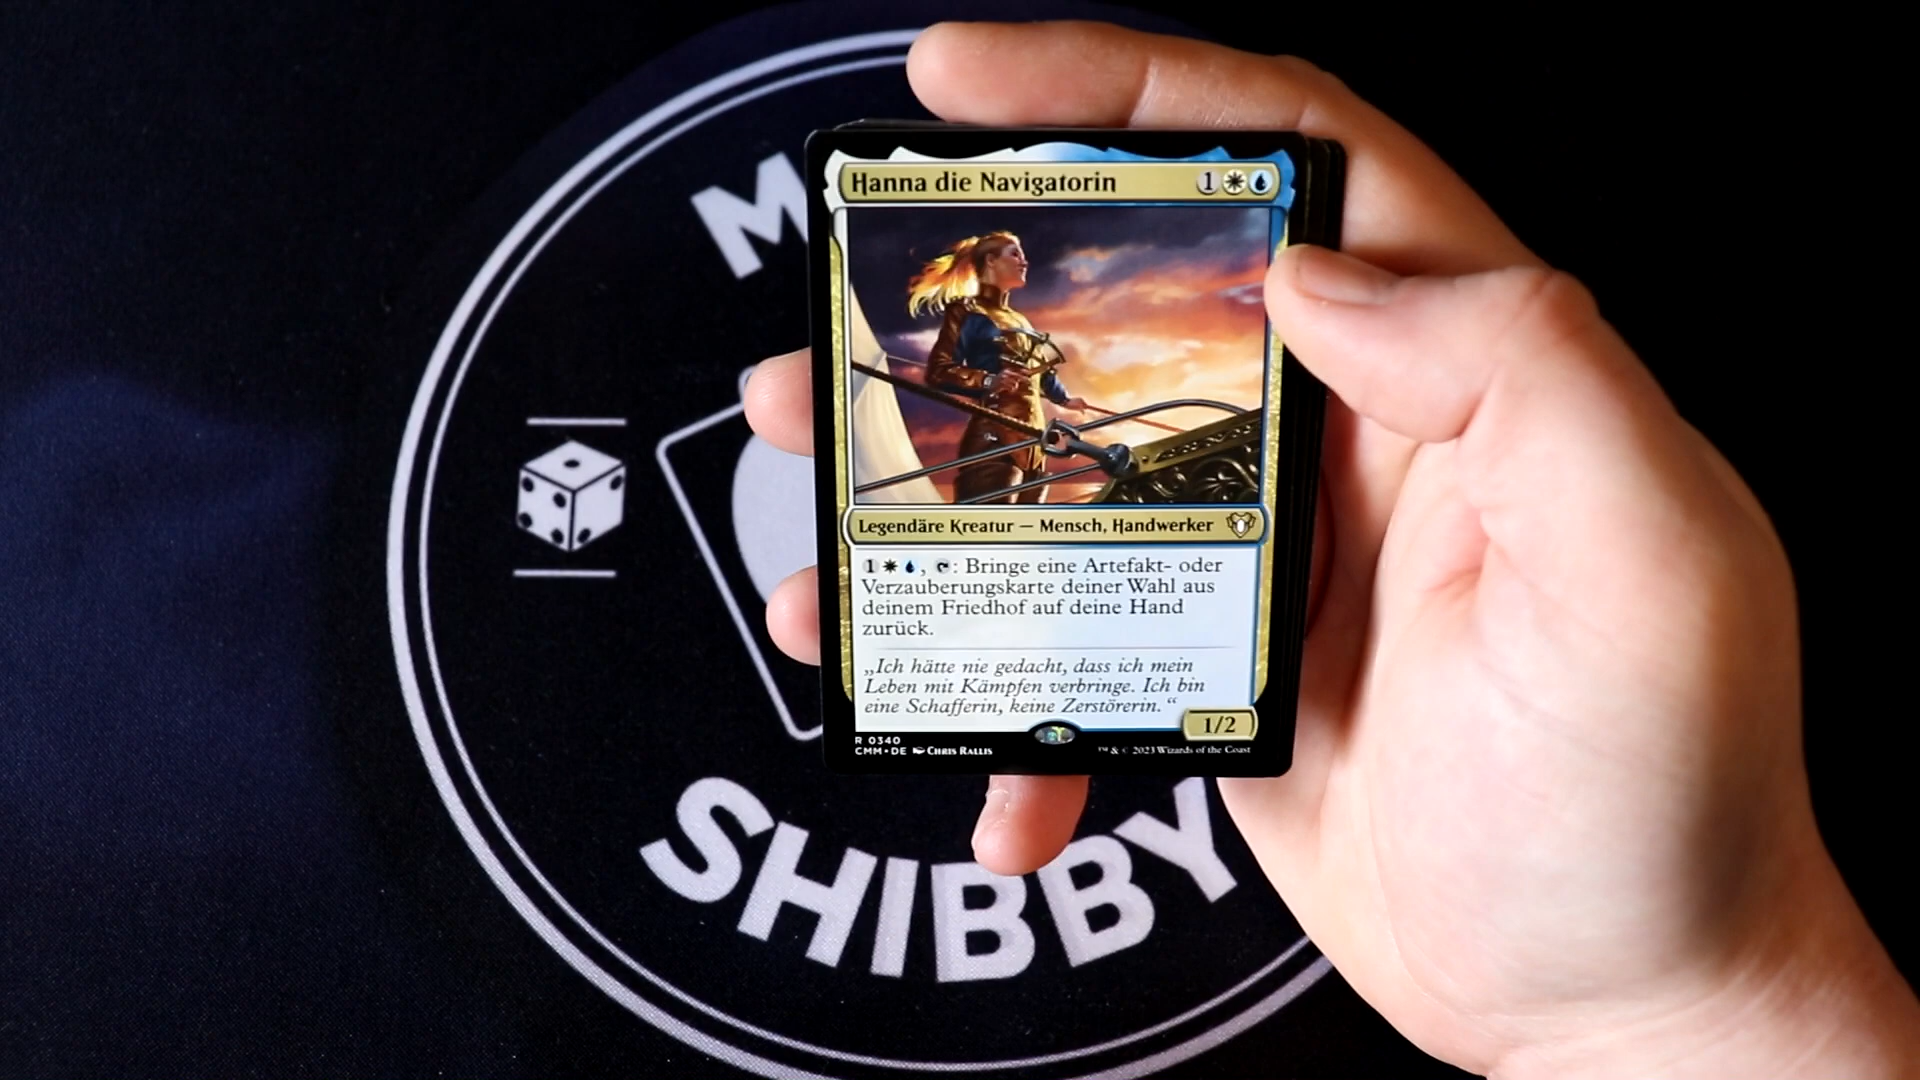 M
Hanna die Navigatorin 1
Legendäre Kreatur – Mensch, Handwerker
1 , : Bringe eine Artefakt- oder
Verzauberungskarte deiner Wahl aus
deinem Friedhof auf deine Hand
zurück.
„Ich hätte nie gedacht, dass ich mein
Leben mit Kämpfen verbringe. Ich bin
eine Schafferin, keine Zerstörerin.“
1/2
R 0340
CMM • DE CHRIS RALLIS
™ & © 2023 Wizards of the Coast
SHIBBY